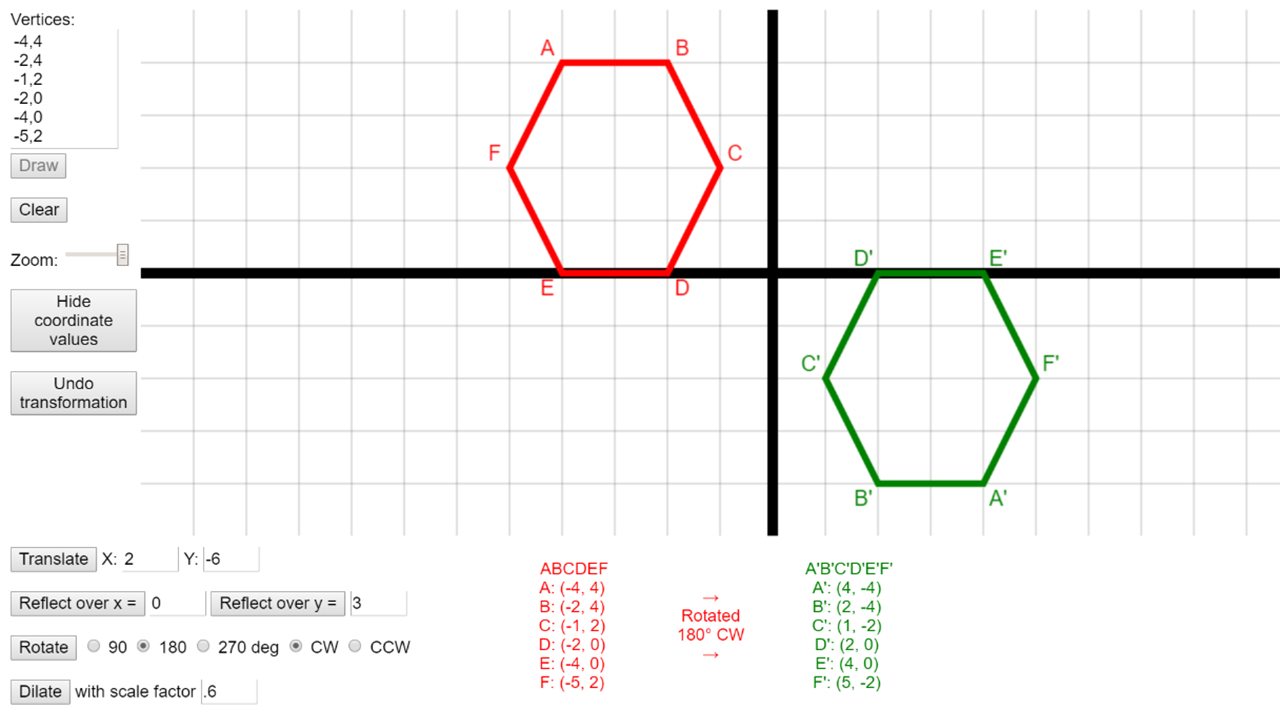 Vertices:
-4,4
-2,4
-1,2
-2,0
-4,0
-5,2
Draw
Clear
Zoom:
Hide
coordinate
values
Undo
transformation
A
B
F
C
E
D
D'
E'
C'
F'
B'
A'
Translate X: 2 Y: -6
Reflect over x = 0 Reflect over y = 3
Rotate 90 180 270 deg CW CCW
Dilate with scale factor .6
ABCDEF
A: (-4, 4)
B: (-2, 4)
C: (-1, 2)
D: (-2, 0)
E: (-4, 0)
F: (-5, 2)
→
Rotated
180° CW
→
A'B'C'D'E'F'
A': (4, -4)
B': (2, -4)
C': (1, -2)
D': (2, 0)
E': (4, 0)
F': (5, -2)